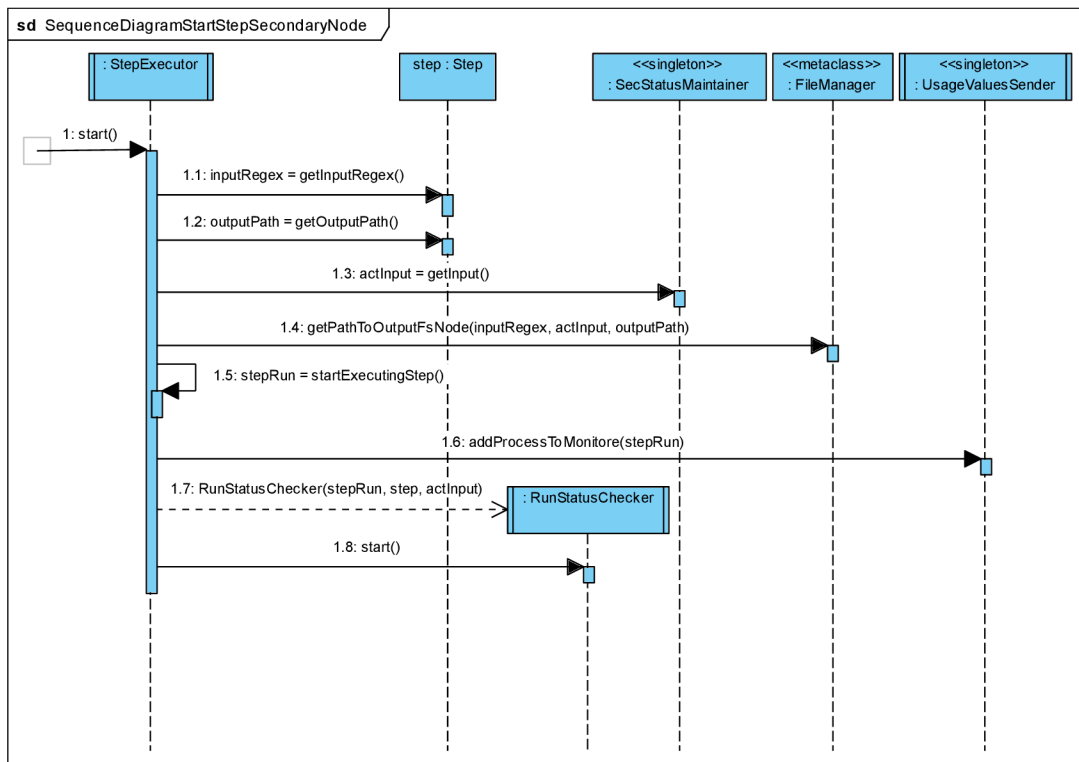 sd SequenceDiagramStartStepSecondaryNode
: StepExecutor
step : Step
<<singleton>>
: SecStatusMaintainer
<<metaclass>>
: FileManager
<<singleton>>
: UsageValuesSender
1: start()
1.1: inputRegex = getInputRegex()
1.2: outputPath = getOutputPath()
1.3: actInput = getInput()
1.4: getPathToOutputFsNode(inputRegex, actInput, outputPath)
1.5: stepRun = startExecutingStep()
1.6: addProcessToMonitore(stepRun)
1.7: RunStatusChecker(stepRun, step, actInput)
: RunStatusChecker
1.8: start()